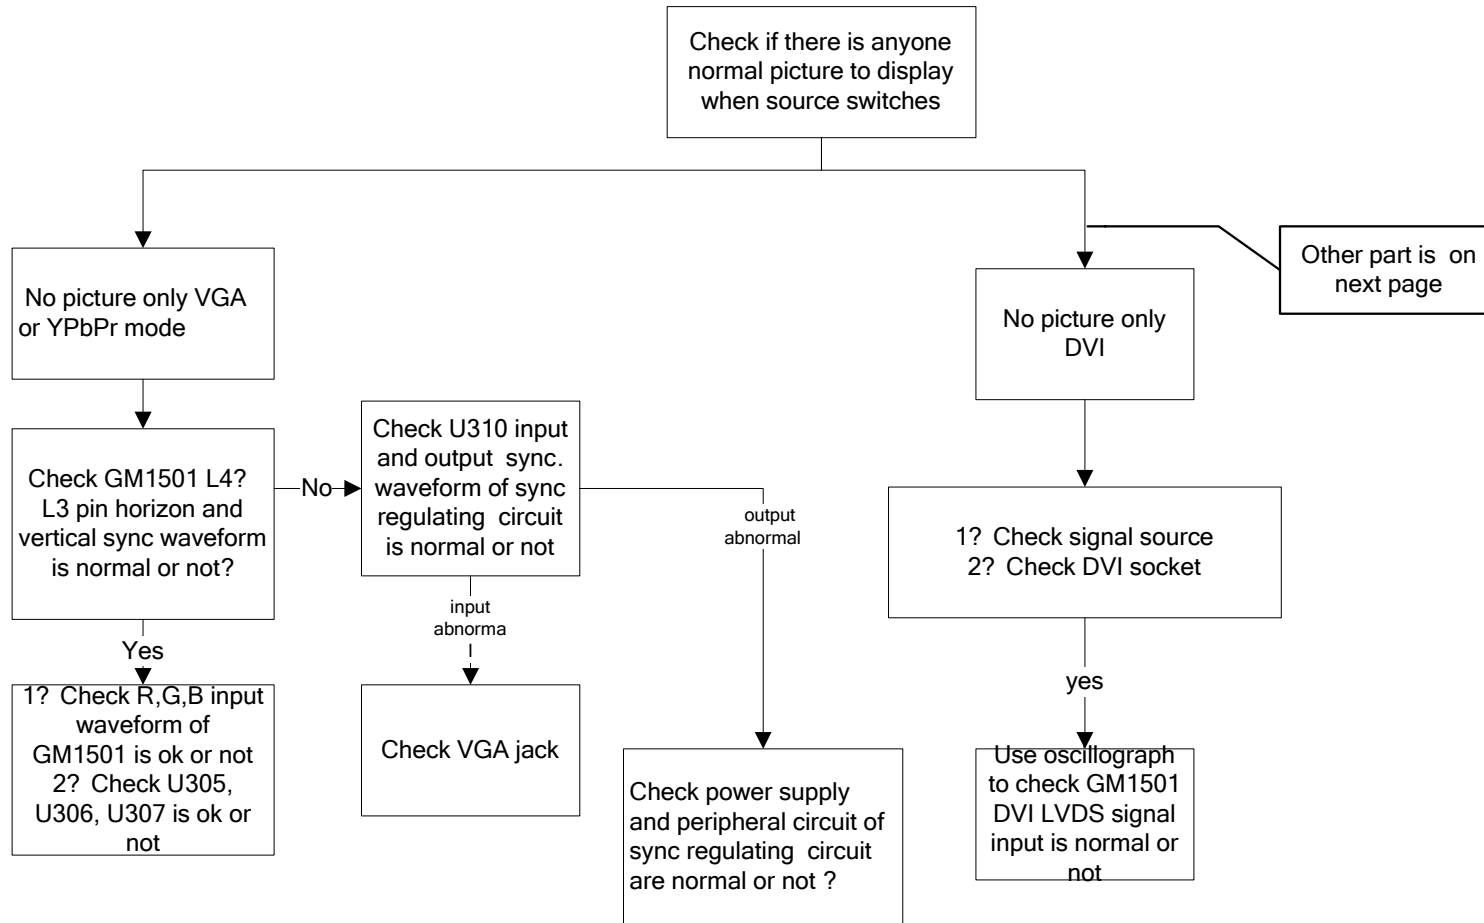 Check if there is anyone
normal picture to display
when source switches
Other part is on
next page
No picture only VGA
or YPbPr mode
No picture only
DVI
Check GM1501 L4?
L3 pin horizon and
vertical sync waveform
is normal or not?
No
Check U310 input
and output sync.
waveform of sync
regulating circuit
is normal or not
output
abnormal
1? Check signal source
2? Check DVI socket
input
abnorma
l
Yes
yes
1? Check R,G,B input
waveform of
GM1501 is ok or not
2? Check U305,
U306, U307 is ok or
not
Check VGA jack
Check power supply
and peripheral circuit of
sync regulating circuit
are normal or not ?
Use oscillograph
to check GM1501
DVI LVDS signal
input is normal or
not